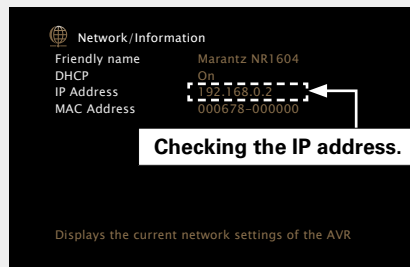 Network/Information
Friendly name Marantz NR1604
DHCP On
IP Address 192.168.0.2
MAC Address 000678-000000
Checking the IP address.
Displays the current network settings of the AVR